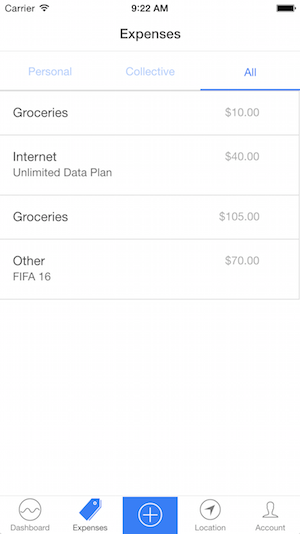 Carrier 9:22 AM
Expenses
Personal Collective All
Groceries $10.00
Internet $40.00
Unlimited Data Plan
Groceries $105.00
Other $70.00
FIFA 16
Dashboard Expenses Location Account